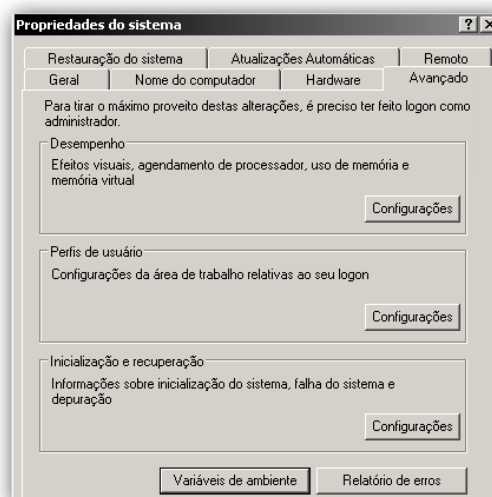 Propriedades do sistema
Restauração do sistema
Atualizações Automáticas
Remoto
Geral
Nome do computador
Hardware
Avançado
Para tirar o máximo proveito destas alterações, é preciso ter feito logon como
administrador.
Desempenho
Efeitos visuais, agendamento de processador, uso de memória e
memória virtual
Configurações
Perfis de usuário
Configurações da área de trabalho relativas ao seu logon
Configurações
Inicialização e recuperação
Informações sobre inicialização do sistema, falha do sistema e
depuração
Configurações
Variáveis de ambiente
Relatório de erros